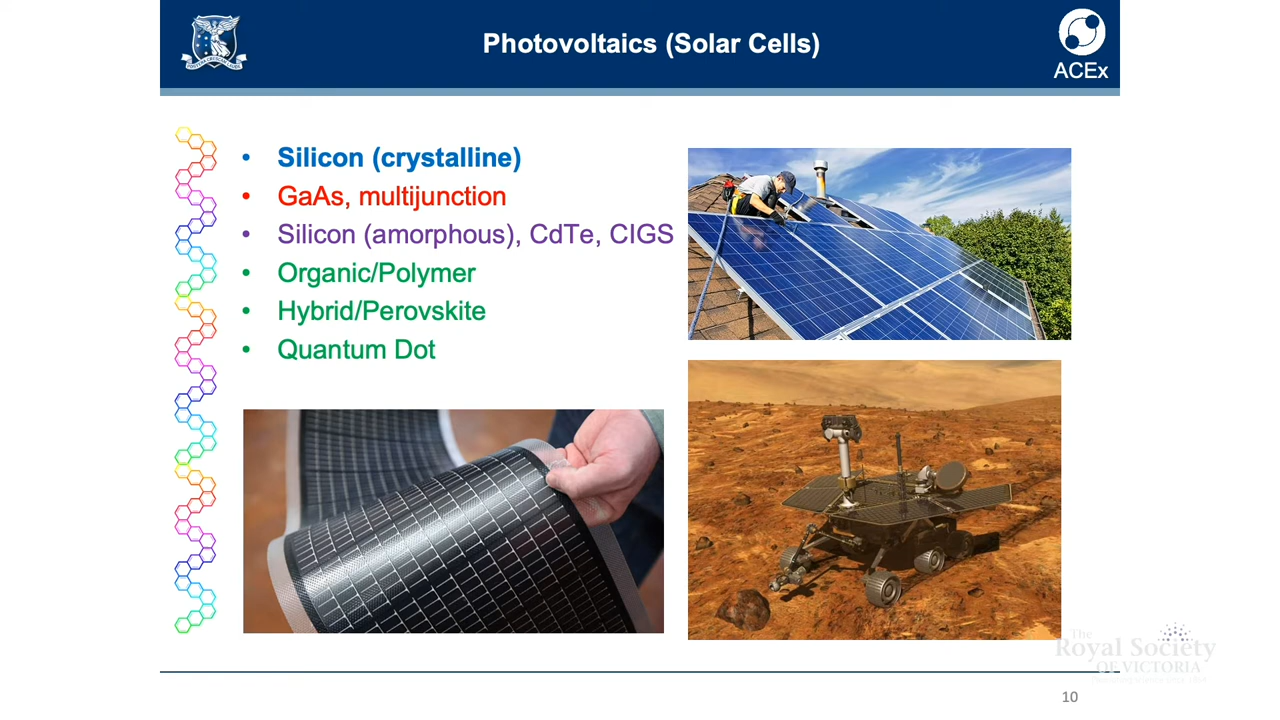 Photovoltaics (Solar Cells)
ACEx
• Silicon (crystalline)
• GaAs, multijunction
• Silicon (amorphous), CdTe, CIGS
• Organic/Polymer
• Hybrid/Perovskite
• Quantum Dot
The
Royal Society
OF VICTORIA
10